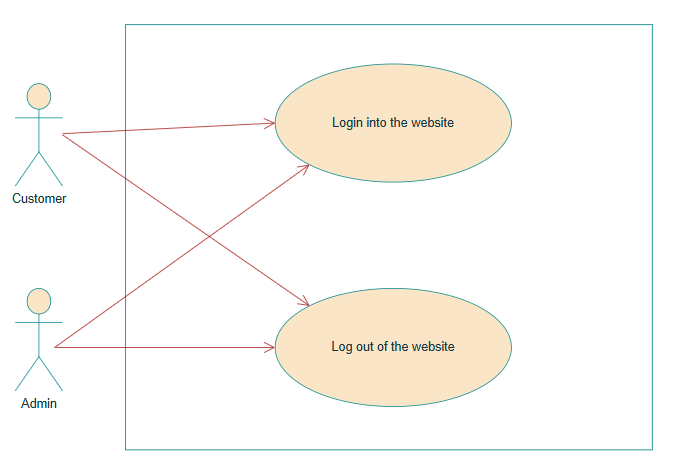 Login into the website
Customer
Log out of the website
Admin